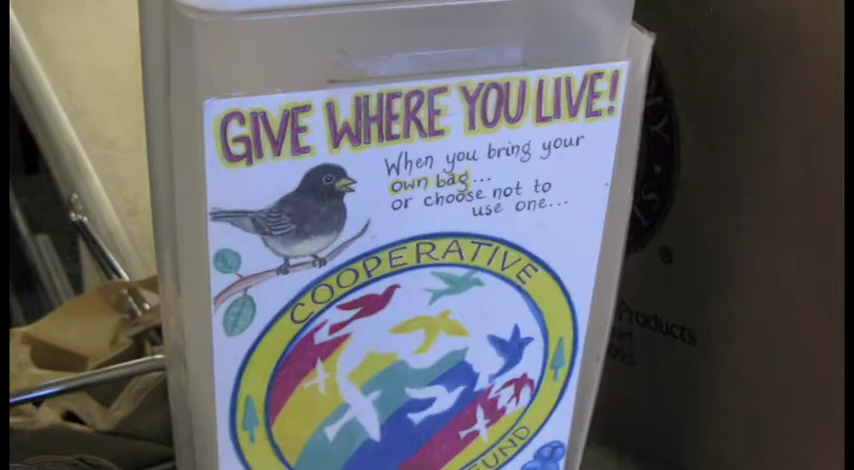 GIVE WHERE YOU LIVE!
When you bring your
own bag...
or choose not to
use one...
COOPERATIVE
FUND
Products